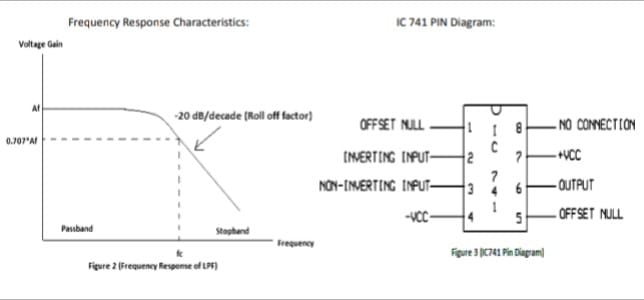 Frequency Response Characteristics:
Voltage Gain
Af
0.707*Af
-20 dB/decade (Roll off factor)
Passband
Stopband
Frequency
fc
Figure 2 (Frequency Response of LPF)
IC 741 PIN Diagram:
OFFSET NULL
1
8
NO CONNECTION
INVERTING INPUT
2
7
+VCC
NON-INVERTING INPUT
3
6
OUTPUT
-VCC
4
5
OFFSET NULL
I
C
7
4
1
Figure 3 (IC741 Pin Diagram)